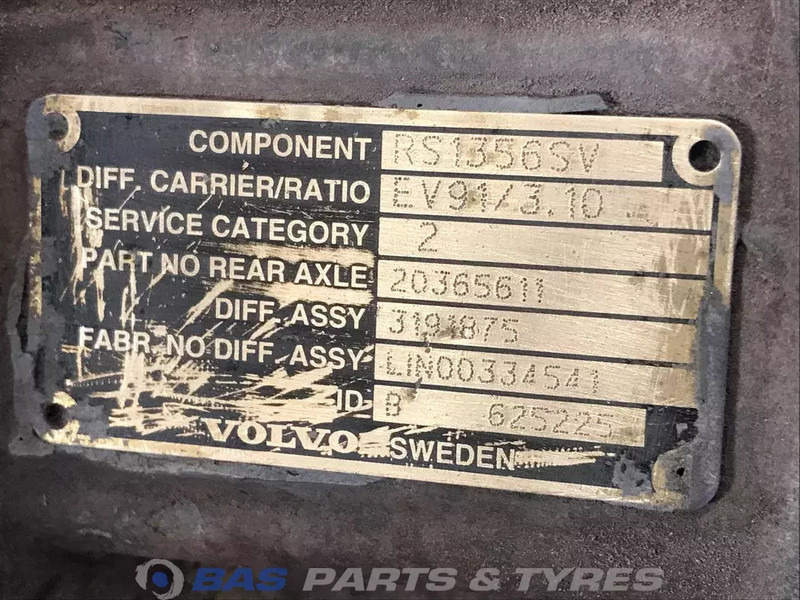 COMPONENT RS1356SV
DIFF. CARRIER/RATIO EV91/3.10
SERVICE CATEGORY 2
PART NO REAR AXLE 20365611
DIFF. ASSY 3191875
FABR. NO DIFF. ASSY LIN00334541
ID B 625225
VOLVO SWEDEN
BAS PARTS & TYRES